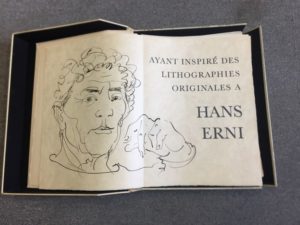 AYANT INSPIRÉ DES
LITHOGRAPHIES
ORIGINALES A
HANS
ERNI